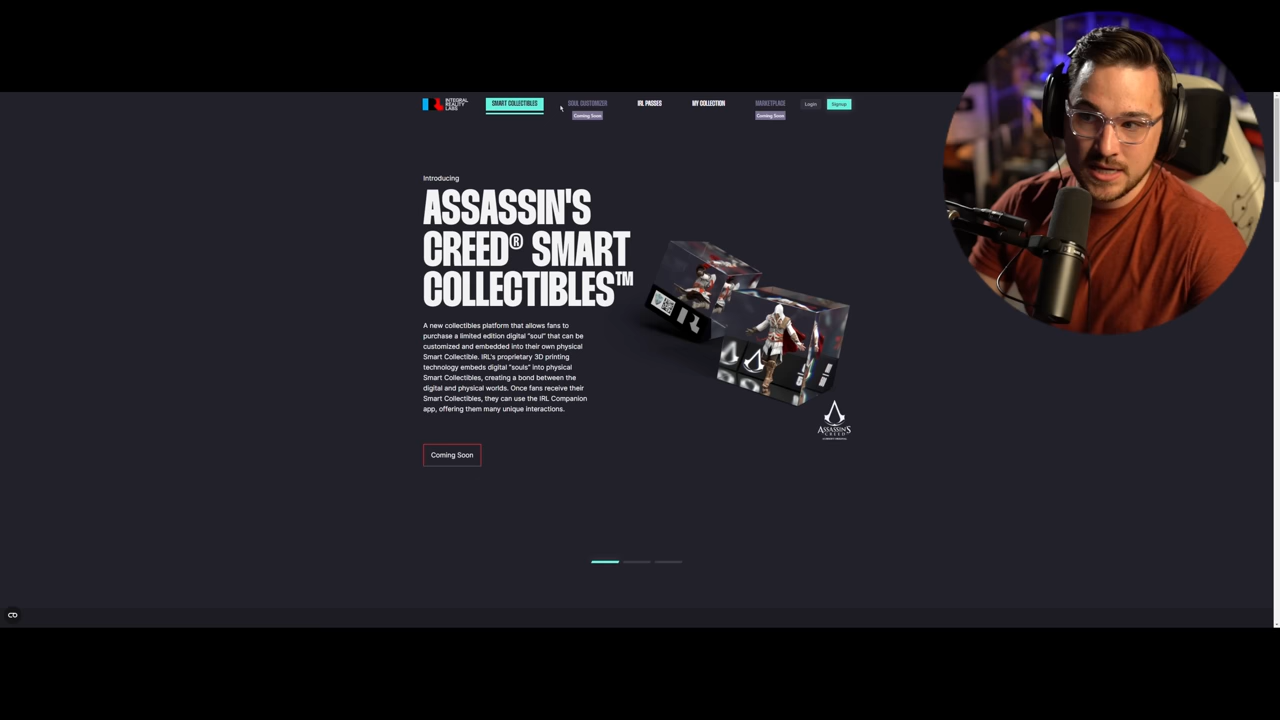 INTEGRAL
REALITY
LABS
SMART COLLECTIBLES
SOUL CUSTOMIZER
Coming Soon
IRL PASSES
MY COLLECTION
MARKETPLACE
Coming Soon
Login
Signup
Introducing
ASSASSIN'S
CREED® SMART
COLLECTIBLES™
A new collectibles platform that allows fans to
purchase a limited edition digital “soul” that can be
customized and embedded into their own physical
Smart Collectible. IRL's proprietary 3D printing
technology embeds digital “souls” into physical
Smart Collectibles, creating a bond between the
digital and physical worlds. Once fans receive their
Smart Collectibles, they can use the IRL Companion
app, offering them many unique interactions.
Coming Soon
ASSASSIN'S
CREED